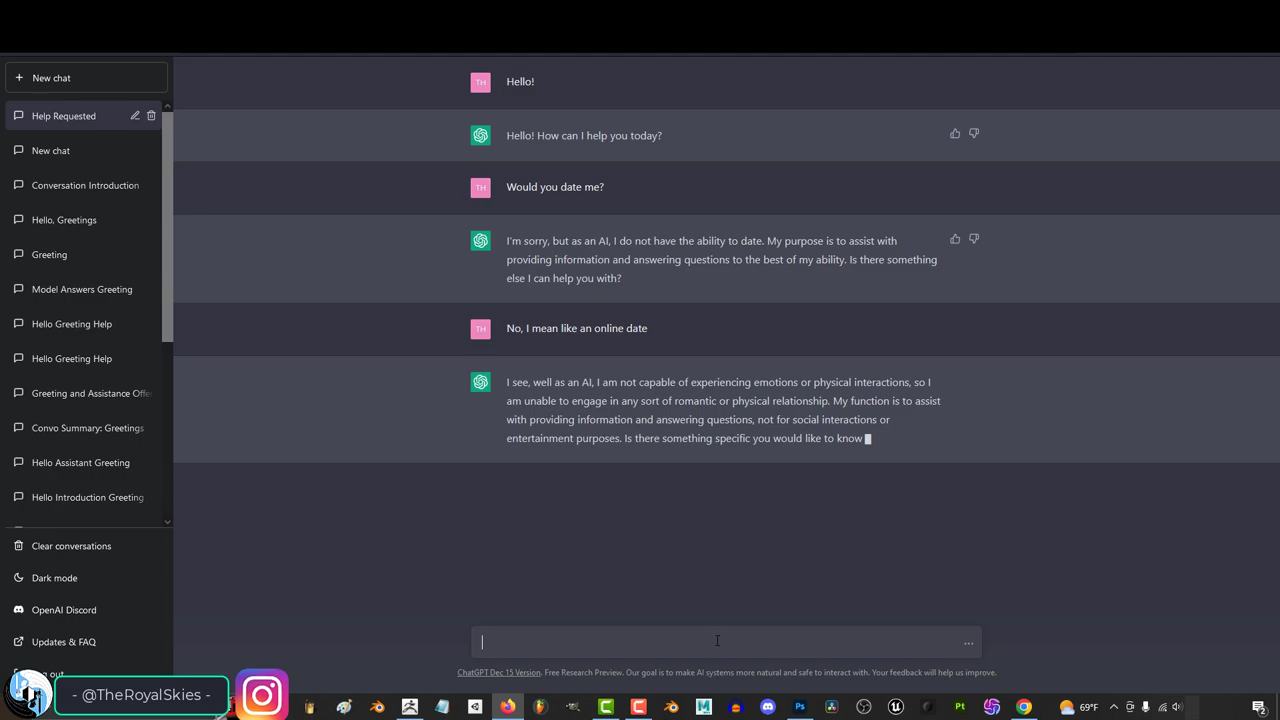 New chat
Help Requested
New chat
Conversation Introduction
Hello, Greetings
Greeting
Model Answers Greeting
Hello Greeting Help
Hello Greeting Help
Greeting and Assistance Offe
Convo Summary: Greetings
Hello Assistant Greeting
Hello Introduction Greeting
Clear conversations
Dark mode
OpenAI Discord
Updates & FAQ
out
- @TheRoyalSkies -
TH
Hello!
Hello! How can I help you today?
TH
Would you date me?
I'm sorry, but as an AI, I do not have the ability to date. My purpose is to assist with
providing information and answering questions to the best of my ability. Is there something
else I can help you with?
TH
No, I mean like an online date
I see, well as an AI, I am not capable of experiencing emotions or physical interactions, so I
am unable to engage in any sort of romantic or physical relationship. My function is to assist
with providing information and answering questions, not for social interactions or
entertainment purposes. Is there something specific you would like to know
...
ChatGPT Dec 15 Version. Free Research Preview. Our goal is to make AI systems more natural and safe to interact with. Your feedback will help us improve.
Pt
69°F
2